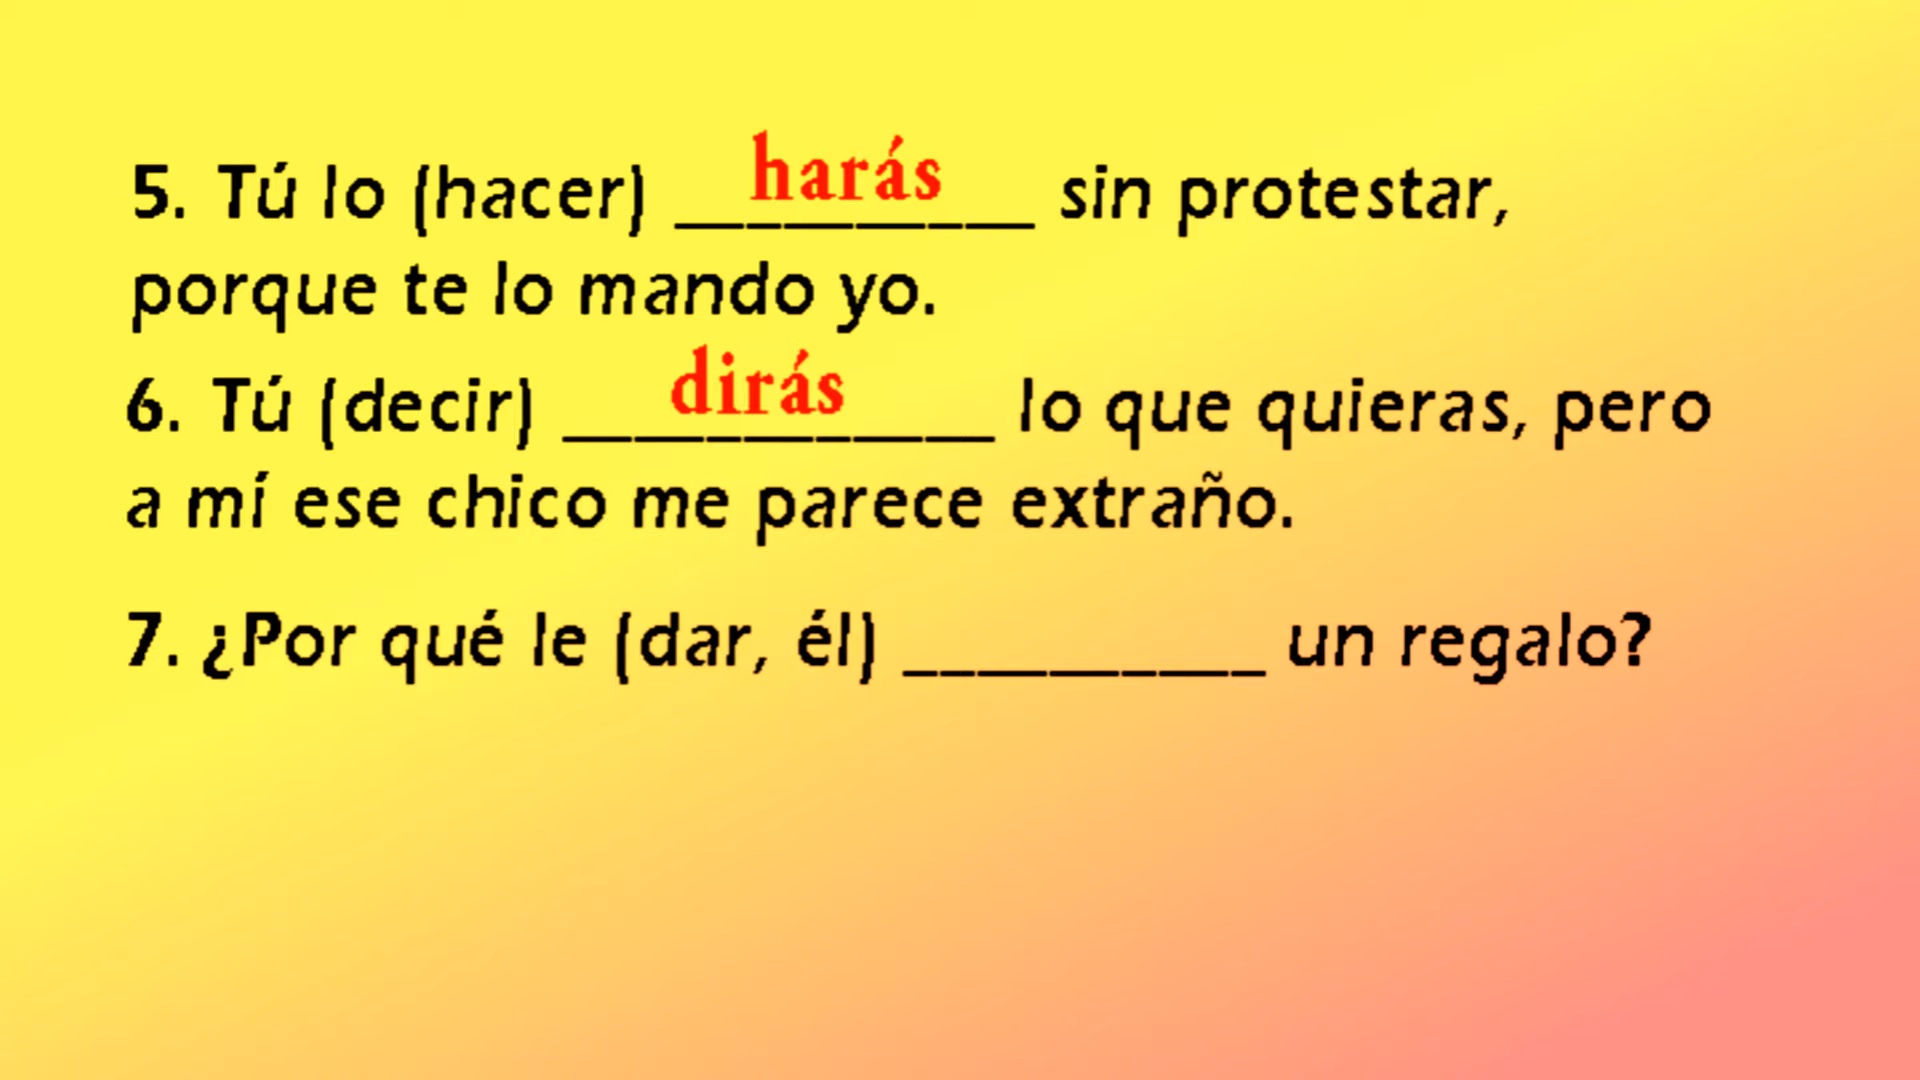 5. Tú lo (hacer) __________ sin protestar,
harás
porque te lo mando yo.
6. Tú (decir) ____________ lo que quieras, pero
dirás
a mí ese chico me parece extraño.
7. ¿Por qué le (dar, él) __________ un regalo?